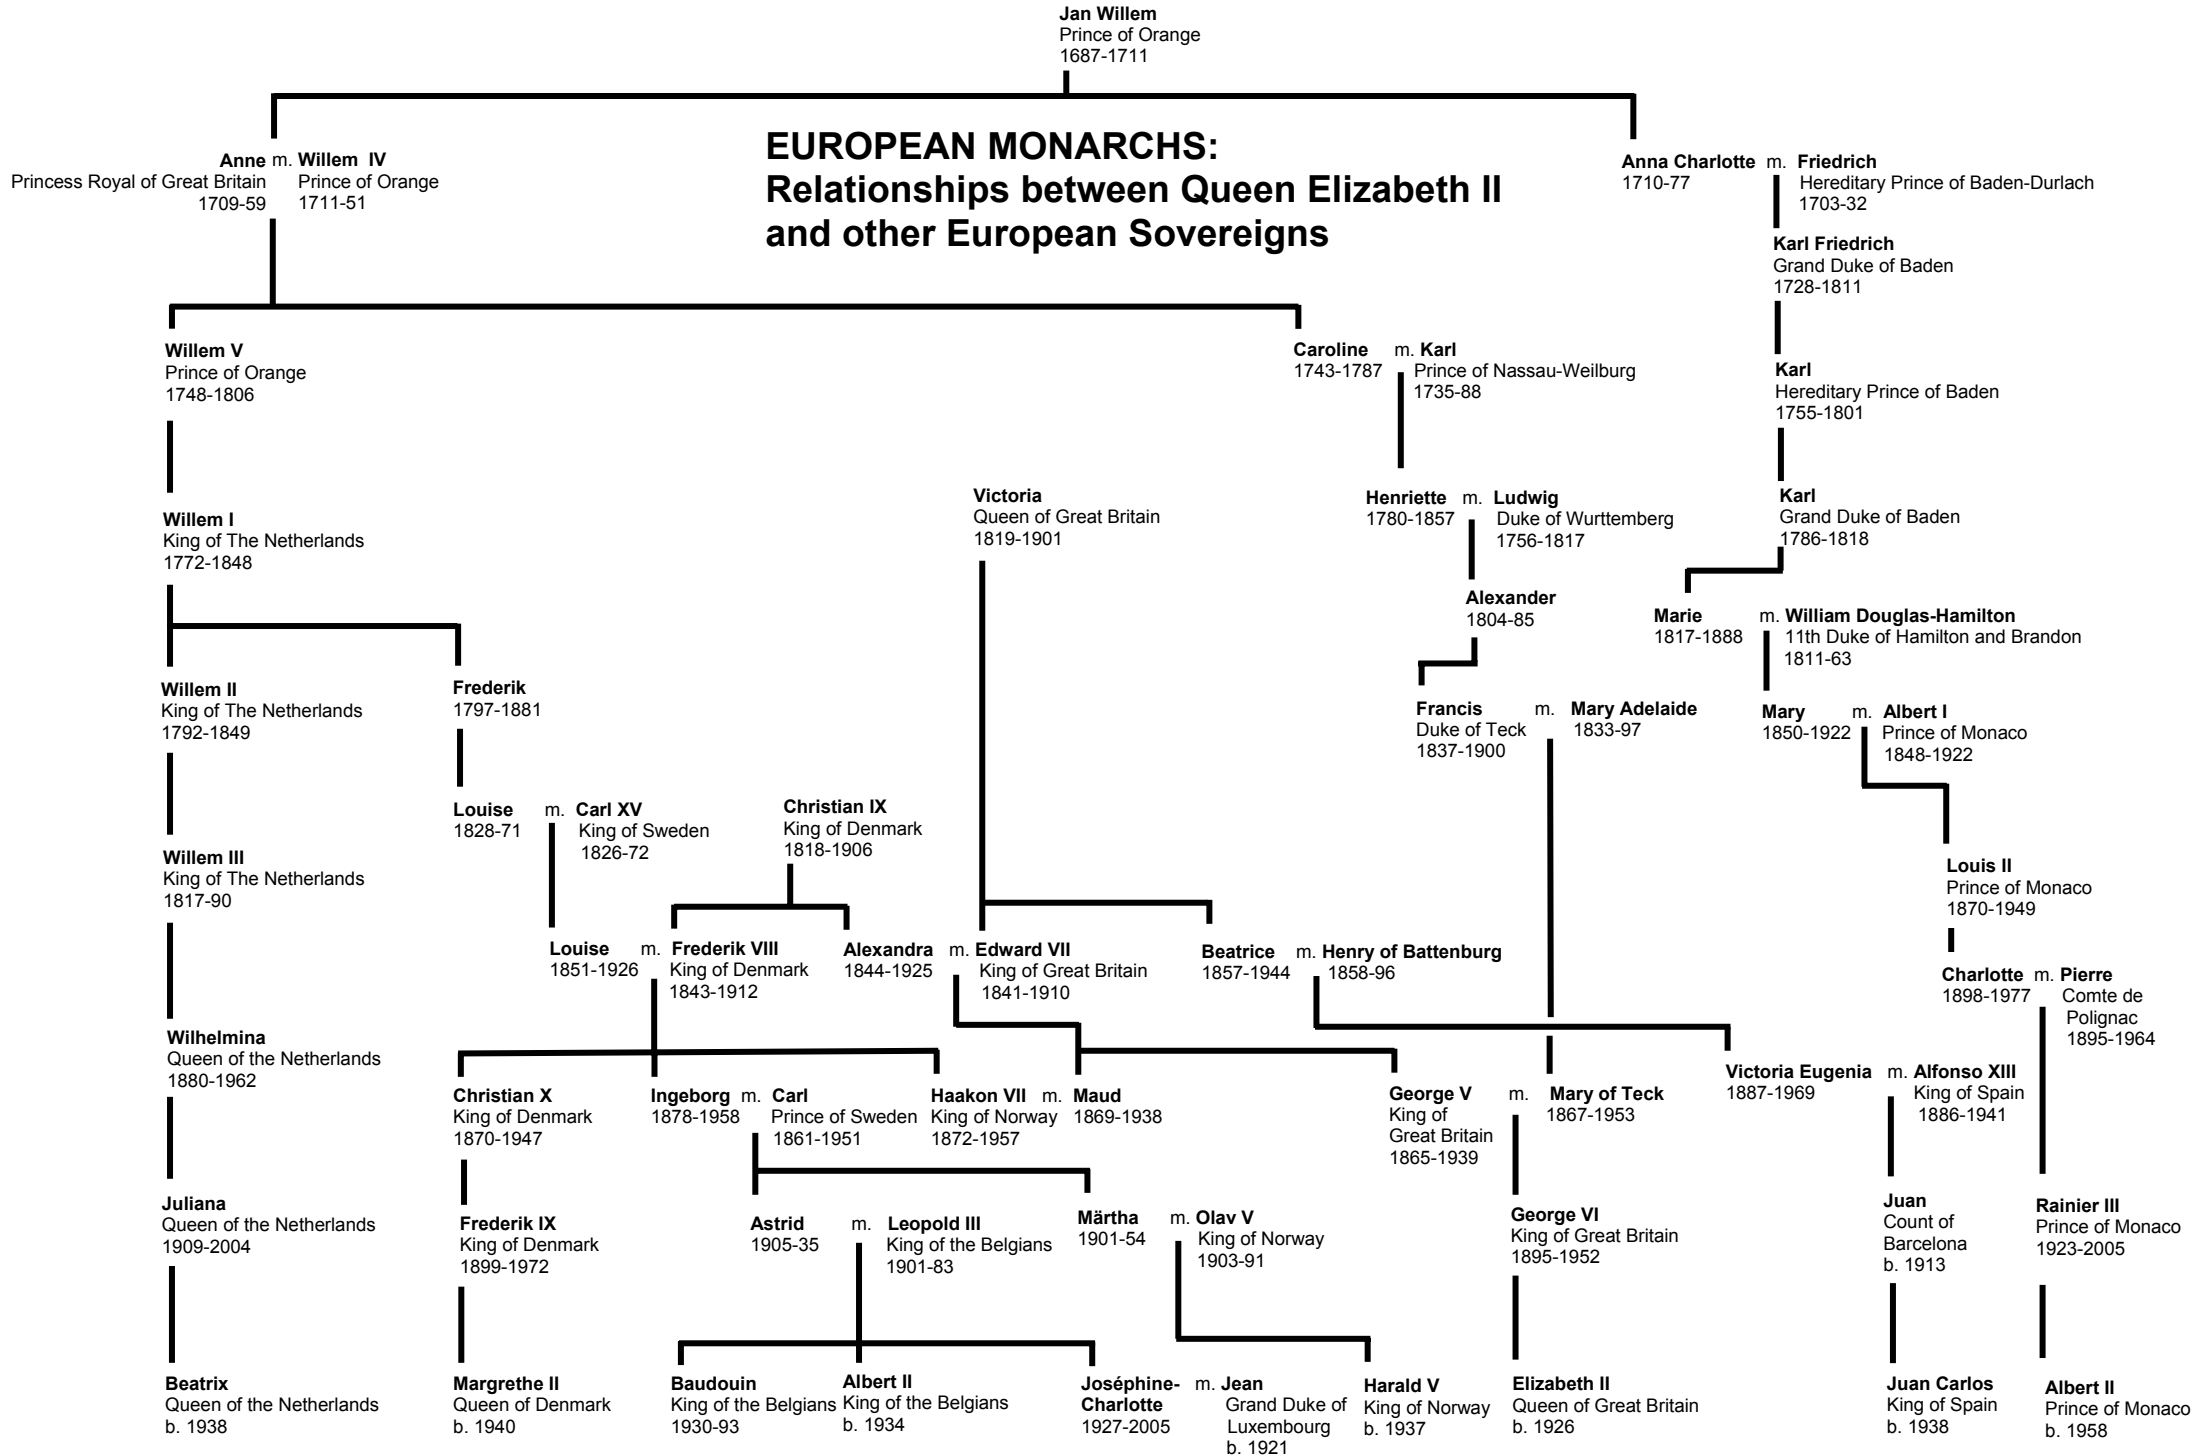 Jan Willem
Prince of Orange
1687-1711
EUROPEAN MONARCHS:
Relationships between Queen Elizabeth II
and other European Sovereigns
Anne m. Willem IV
Princess Royal of Great Britain Prince of Orange
1709-59 1711-51
Anna Charlotte m. Friedrich
1710-77 Hereditary Prince of Baden-Durlach
1703-32
Karl Friedrich
Grand Duke of Baden
1728-1811
Willem V
Prince of Orange
1748-1806
Caroline m. Karl
1743-1787 Prince of Nassau-Weilburg
1735-88
Karl
Hereditary Prince of Baden
1755-1801
Willem I
King of The Netherlands
1772-1848
Victoria
Queen of Great Britain
1819-1901
Henriette m. Ludwig
1780-1857 Duke of Wurttemberg
1756-1817
Karl
Grand Duke of Baden
1786-1818
Alexander
1804-85
Marie m. William Douglas-Hamilton
1817-1888 11th Duke of Hamilton and Brandon
1811-63
Willem II
King of The Netherlands
1792-1849
Frederik
1797-1881
Francis m. Mary Adelaide
Duke of Teck 1833-97
1837-1900
Mary m. Albert I
1850-1922 Prince of Monaco
1848-1922
Louise m. Carl XV
1828-71 King of Sweden
1826-72
Christian IX
King of Denmark
1818-1906
Willem III
King of The Netherlands
1817-90
Louis II
Prince of Monaco
1870-1949
Louise m. Frederik VIII
1851-1926 King of Denmark
1843-1912
Alexandra m. Edward VII
1844-1925 King of Great Britain
1841-1910
Beatrice m. Henry of Battenburg
1857-1944 1858-96
Charlotte m. Pierre
1898-1977 Comte de
Polignac
1895-1964
Wilhelmina
Queen of the Netherlands
1880-1962
Christian X
King of Denmark
1870-1947
Ingeborg m. Carl
1878-1958 Prince of Sweden
1861-1951
Haakon VII m. Maud
King of Norway 1869-1938
1872-1957
George V m. Mary of Teck
King of 1867-1953
Great Britain
1865-1939
Victoria Eugenia m. Alfonso XIII
1887-1969 King of Spain
1886-1941
Juliana
Queen of the Netherlands
1909-2004
Frederik IX
King of Denmark
1899-1972
Astrid m. Leopold III
1905-35 King of the Belgians
1901-83
Märtha m. Olav V
1901-54 King of Norway
1903-91
George VI
King of Great Britain
1895-1952
Juan
Count of
Barcelona
b. 1913
Rainier III
Prince of Monaco
1923-2005
Beatrix
Queen of the Netherlands
b. 1938
Margrethe II
Queen of Denmark
b. 1940
Baudouin
King of the Belgians
1930-93
Albert II
King of the Belgians
b. 1934
Joséphine- m. Jean
Charlotte Grand Duke of
1927-2005 Luxembourg
b. 1921
Harald V
King of Norway
b. 1937
Elizabeth II
Queen of Great Britain
b. 1926
Juan Carlos
King of Spain
b. 1938
Albert II
Prince of Monaco
b. 1958